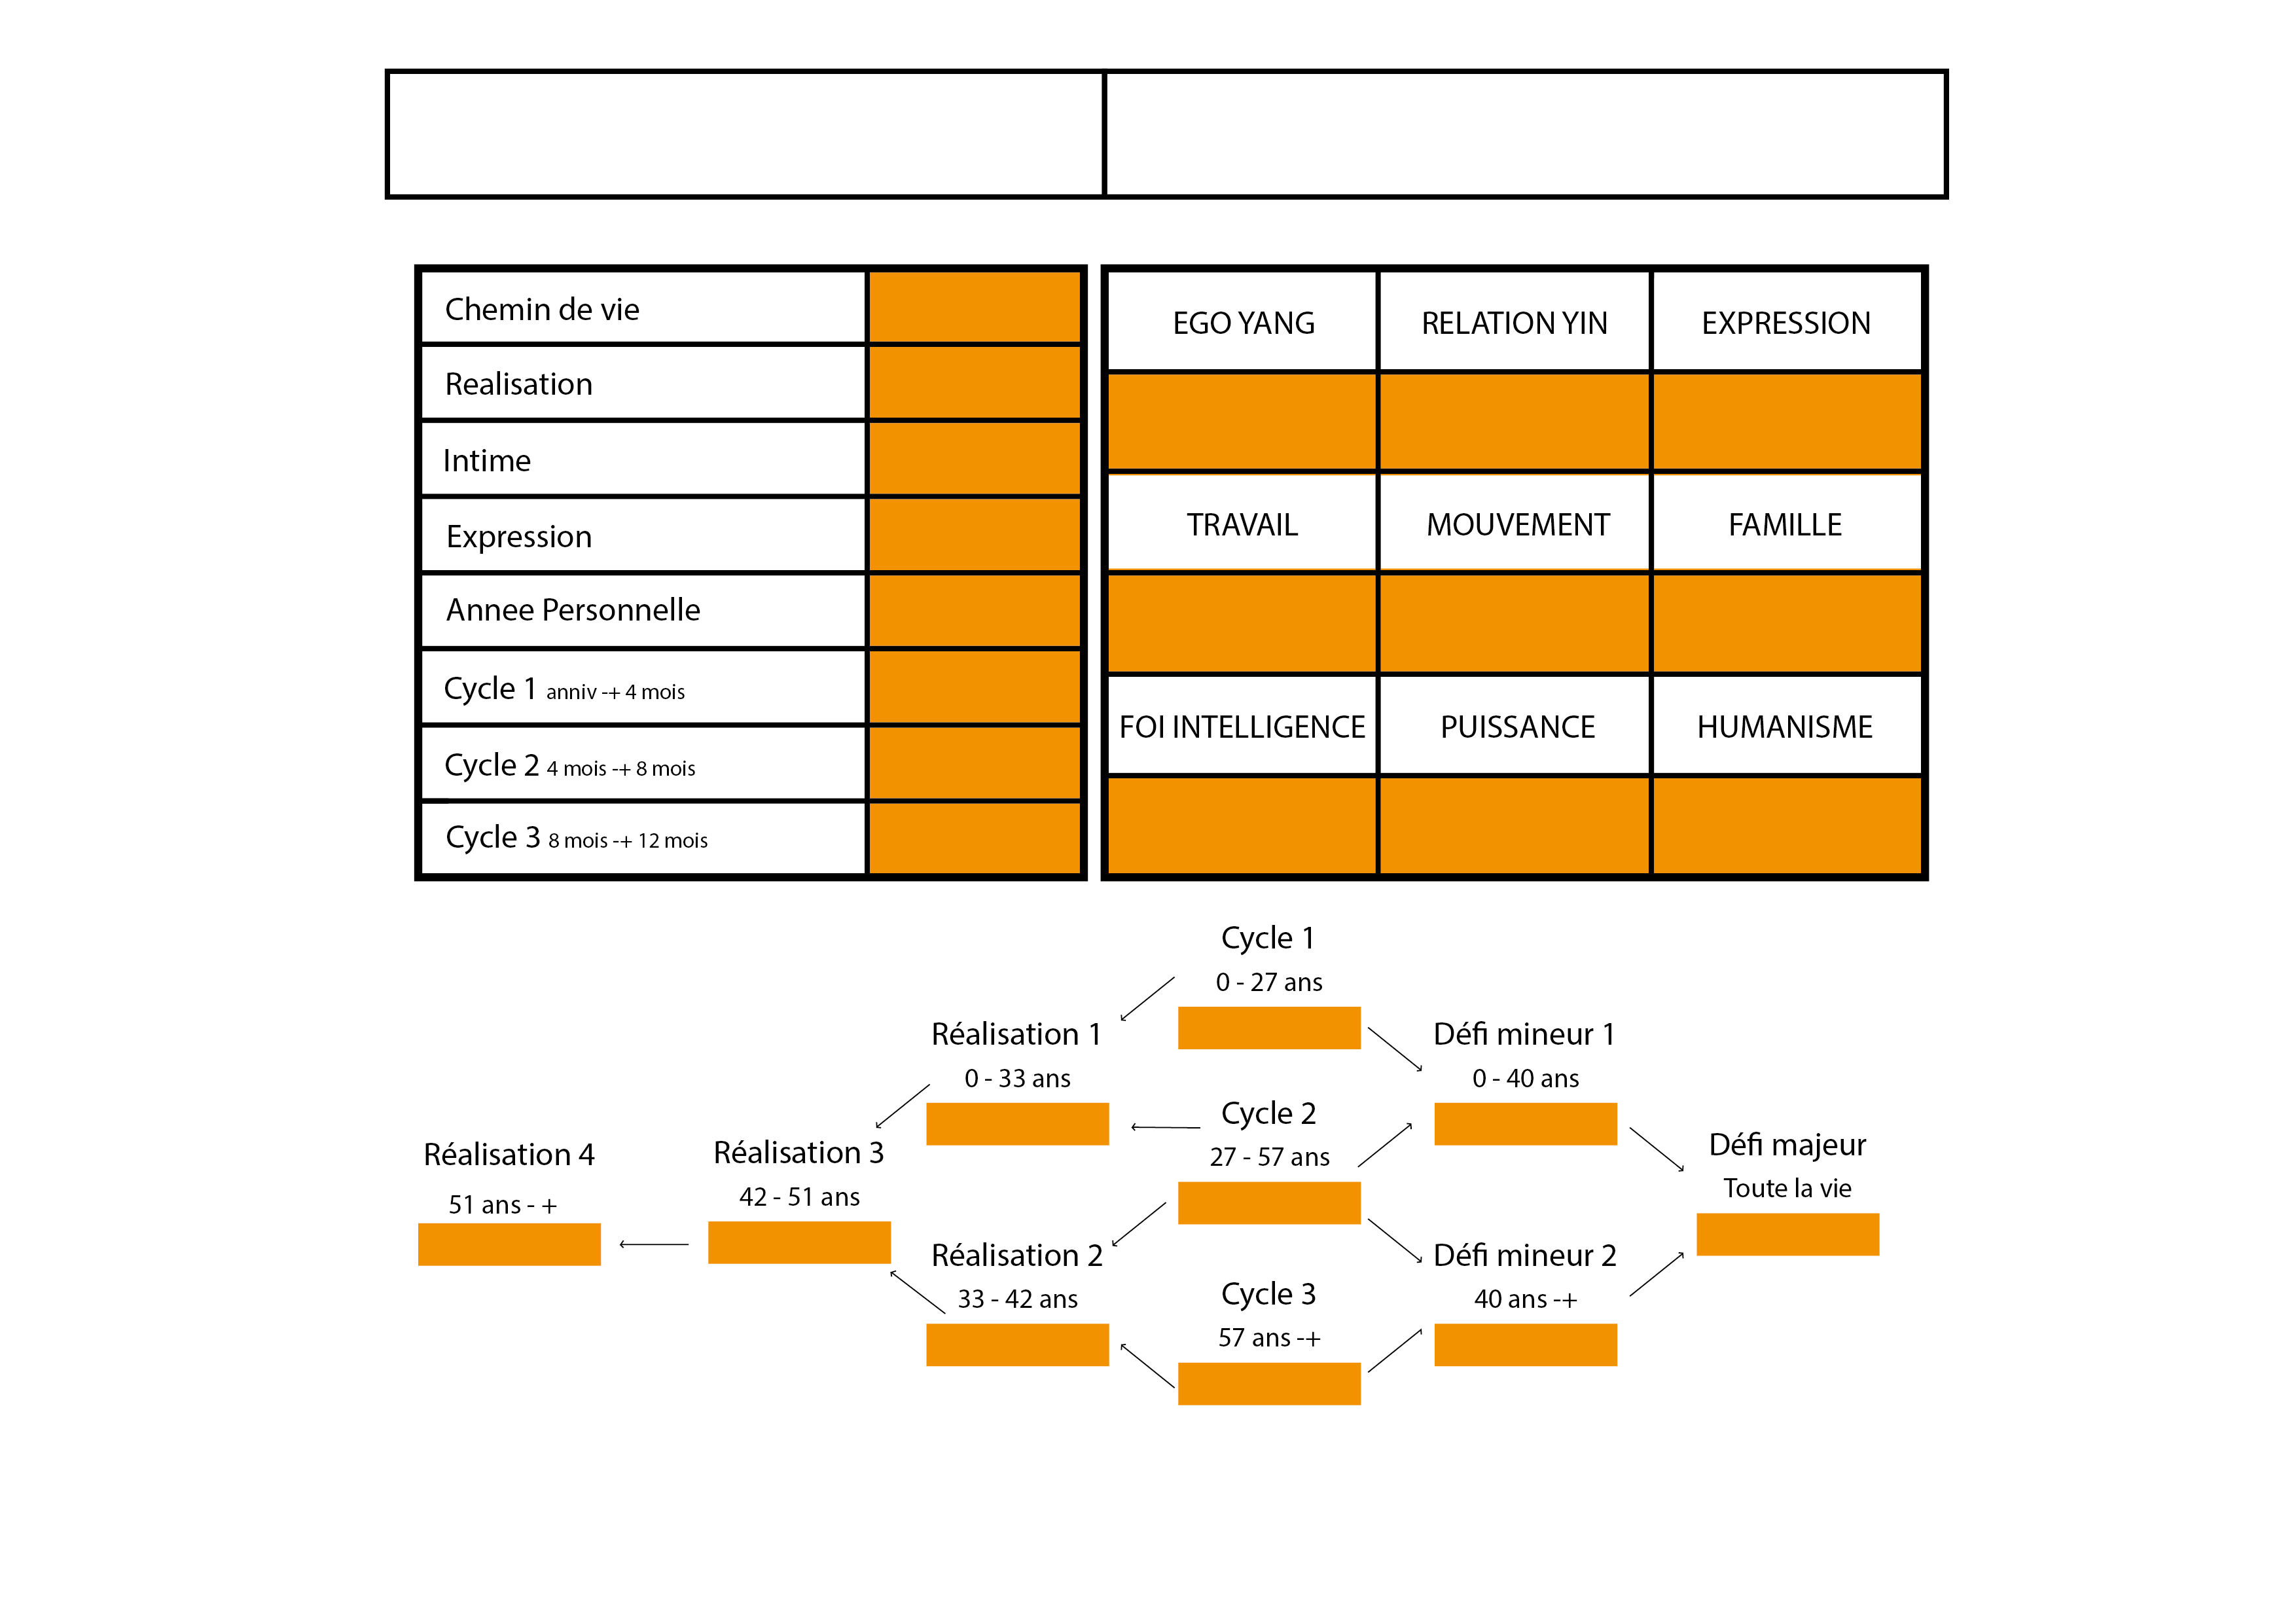 Chemin de vie
Realisation
Intime
Expression
Annee Personnelle
Cycle 1 anniv -+ 4 mois
Cycle 2 4 mois -+ 8 mois
Cycle 3 8 mois -+ 12 mois
EGO YANG RELATION YIN EXPRESSION
TRAVAIL MOUVEMENT FAMILLE
FOI INTELLIGENCE PUISSANCE HUMANISME
Cycle 1
0 - 27 ans
Réalisation 1
0 - 33 ans
Défi mineur 1
0 - 40 ans
Cycle 2
27 - 57 ans
Réalisation 4
51 ans - +
Réalisation 3
42 - 51 ans
Défi majeur
Toute la vie
Réalisation 2
33 - 42 ans
Défi mineur 2
40 ans -+
Cycle 3
57 ans -+